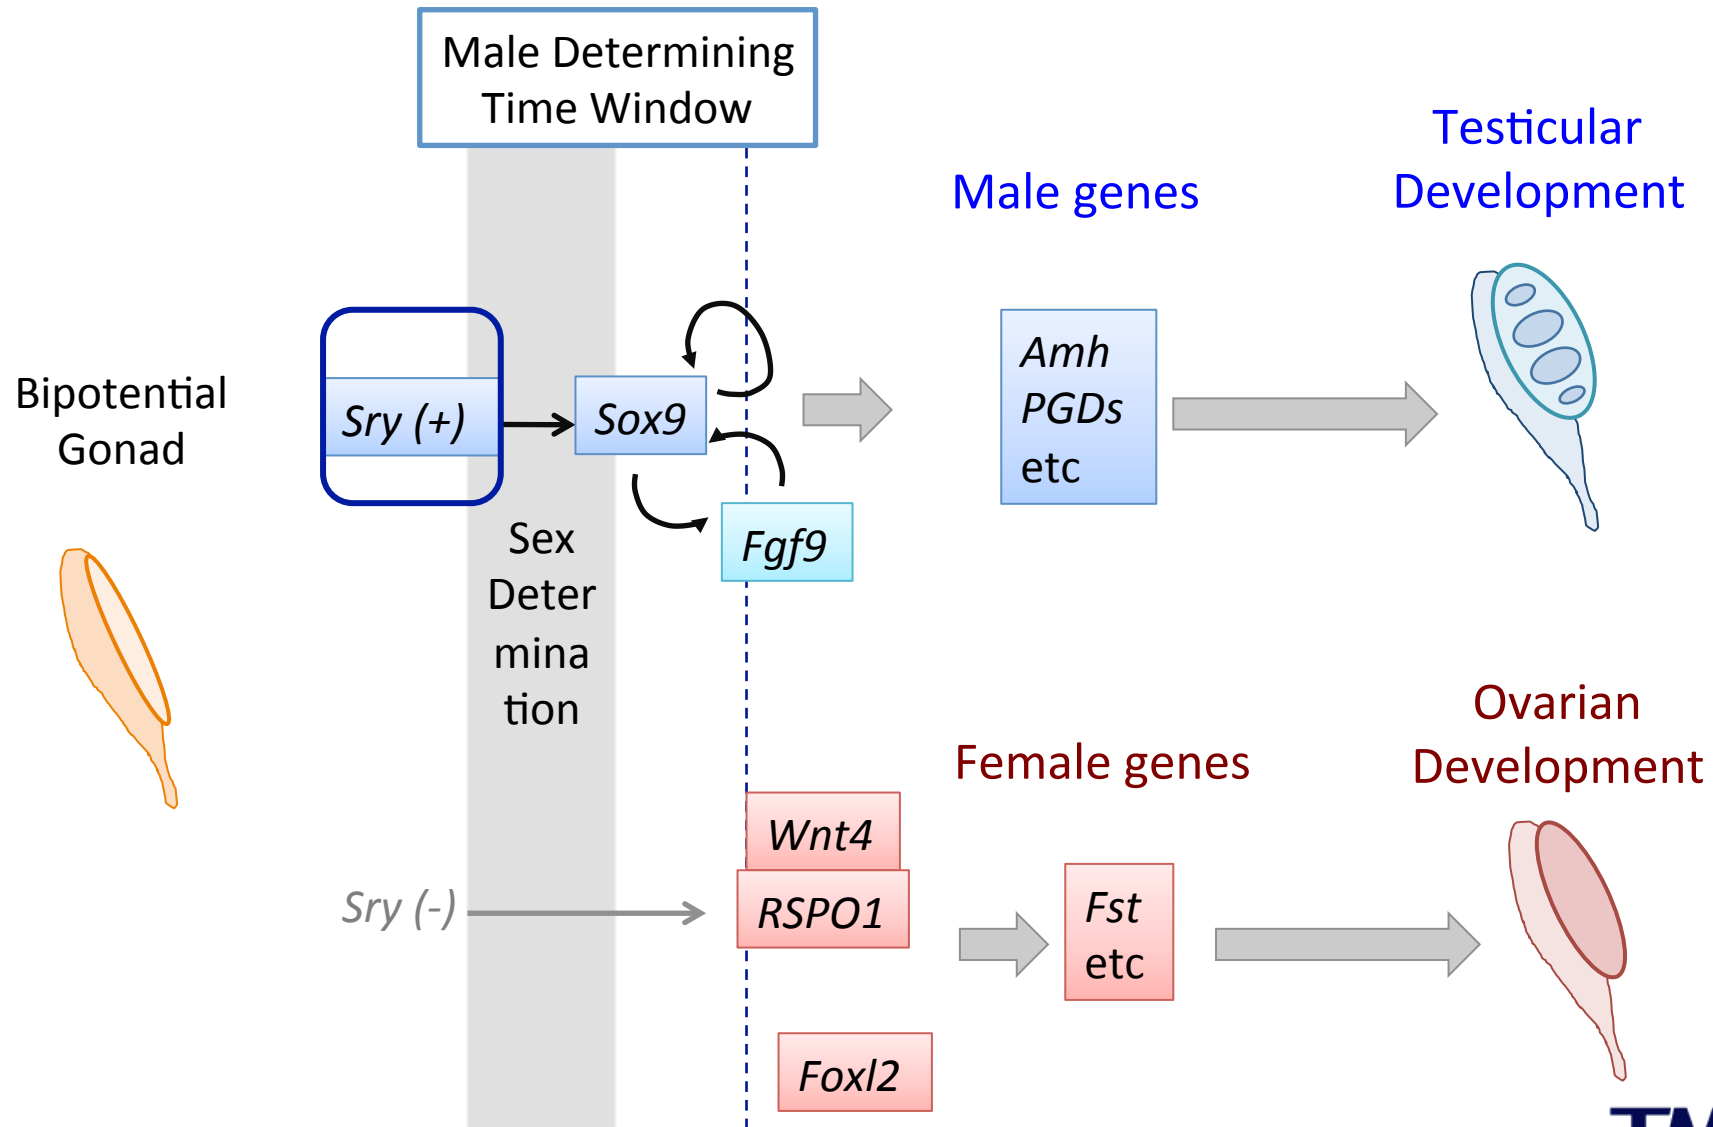 Male Determining
Time Window
Testicular
Development
Male genes
Bipotential
Gonad
Sry (+)
Sox9
Amh
PGDs
etc
Fgf9
Sex
Deter
mina
tion
Ovarian
Development
Female genes
Wnt4
Sry (-)
RSPO1
Fst
etc
Foxl2